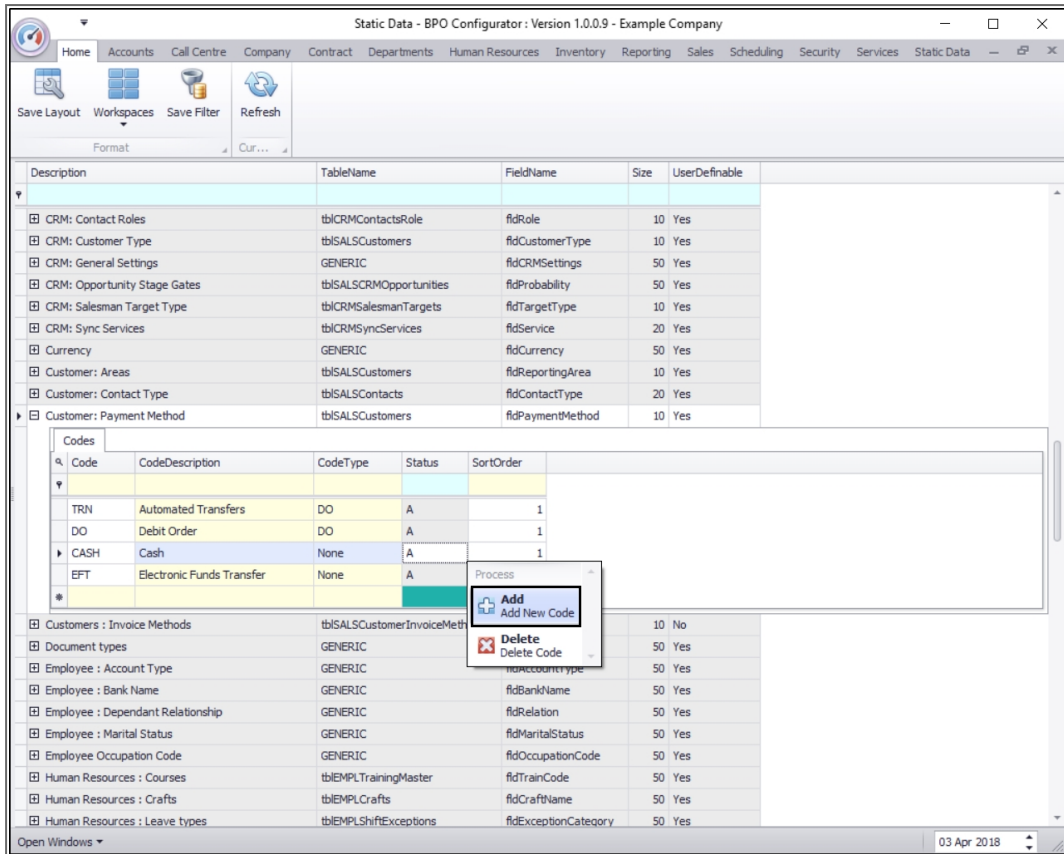 Static Data - BPO Configurator : Version 1.0.0.9 - Example Company
Home Accounts Call Centre Company Contract Departments Human Resources Inventory Reporting Sales Scheduling Security Services Static Data
Save Layout Workspaces Save Filter Refresh
Format Cur...
Description TableName FieldName Size UserDefinable
CRM: Contact Roles tblCRMContactsRole fldRole 10 Yes
CRM: Customer Type tblSALSCustomers fldCustomerType 10 Yes
CRM: General Settings GENERIC fldCRMSettings 50 Yes
CRM: Opportunity Stage Gates tblSALSCRMOpportunities fldProbability 50 Yes
CRM: Salesman Target Type tblCRMSalesmanTargets fldTargetType 10 Yes
CRM: Sync Services tblCRMSyncServices fldService 20 Yes
Currency GENERIC fldCurrency 50 Yes
Customer: Areas tblSALSCustomers fldReportingArea 10 Yes
Customer: Contact Type tblSALSContacts fldContactType 20 Yes
Customer: Payment Method tblSALSCustomers fldPaymentMethod 10 Yes
Codes
Code CodeDescription CodeType Status SortOrder
TRN Automated Transfers DO A 1
DO Debit Order DO A 1
CASH Cash None A 1
EFT Electronic Funds Transfer None A
Process
Add
Add New Code
Delete
Delete Code
Customers : Invoice Methods tblSALSCustomerInvoiceMeth 10 No
Document types GENERIC 50 Yes
Employee : Account Type GENERIC fldAccountType 50 Yes
Employee : Bank Name GENERIC fldBankName 50 Yes
Employee : Dependant Relationship GENERIC fldRelation 50 Yes
Employee : Marital Status GENERIC fldMaritalStatus 50 Yes
Employee Occupation Code GENERIC fldOccupationCode 50 Yes
Human Resources : Courses tblEMPLTrainingMaster fldTrainCode 50 Yes
Human Resources : Crafts tblEMPLCrafts fldCraftName 50 Yes
Human Resources : Leave types tblEMPLShiftExceptions fldExceptionCategory 50 Yes
Open Windows 03 Apr 2018